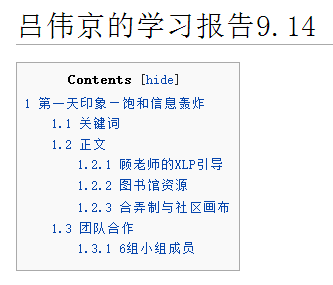 吕伟京的学习报告9.14
Contents [hide]
1 第一天印象－饱和信息轰炸
1.1 关键词
1.2 正文
1.2.1 顾老师的XLP引导
1.2.2 图书馆资源
1.2.3 合弄制与社区画布
1.3 团队合作
1.3.1 6组小组成员